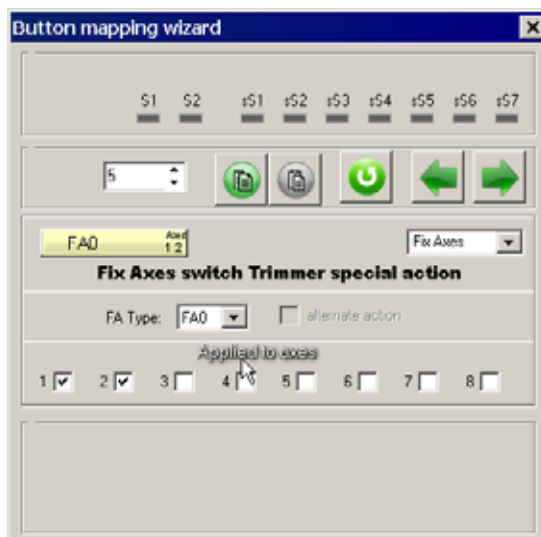 Button mapping wizard
S1 S2 sS1 sS2 sS3 sS4 sS5 sS6 sS7
5
FA0 Axes 1 2 Fix Axes
Fix Axes switch Trimmer special action
FA Type: FA0 alternate action
Applied to axes
1 2 3 4 5 6 7 8